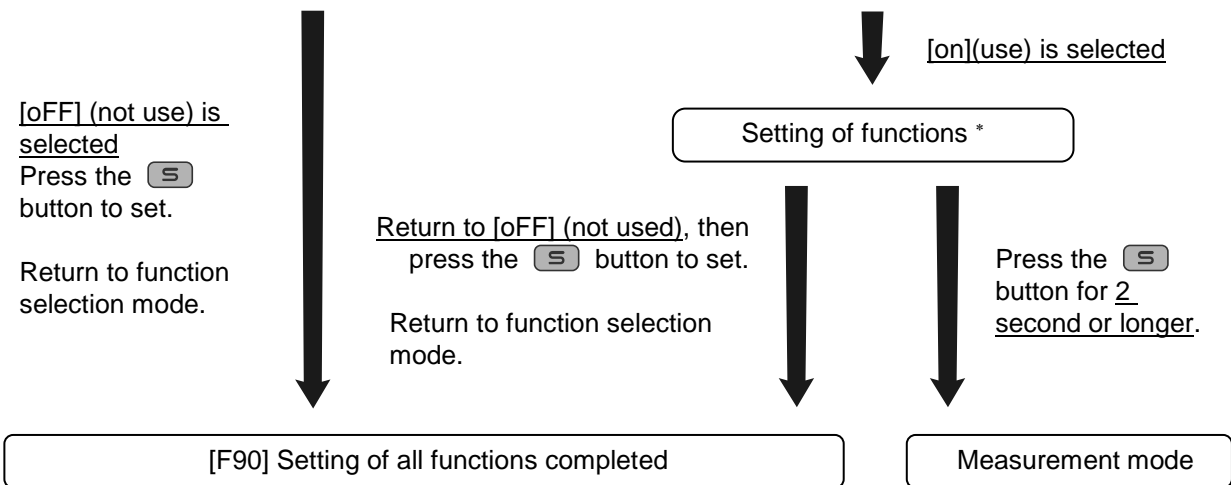 [on](use) is selected
[oFF] (not use) is
selected
Press the S
button to set.
Return to function
selection mode.
Setting of functions *
Return to [oFF] (not used), then
press the S button to set.
Return to function selection
mode.
Press the S
button for 2
second or longer.
[F90] Setting of all functions completed
Measurement mode